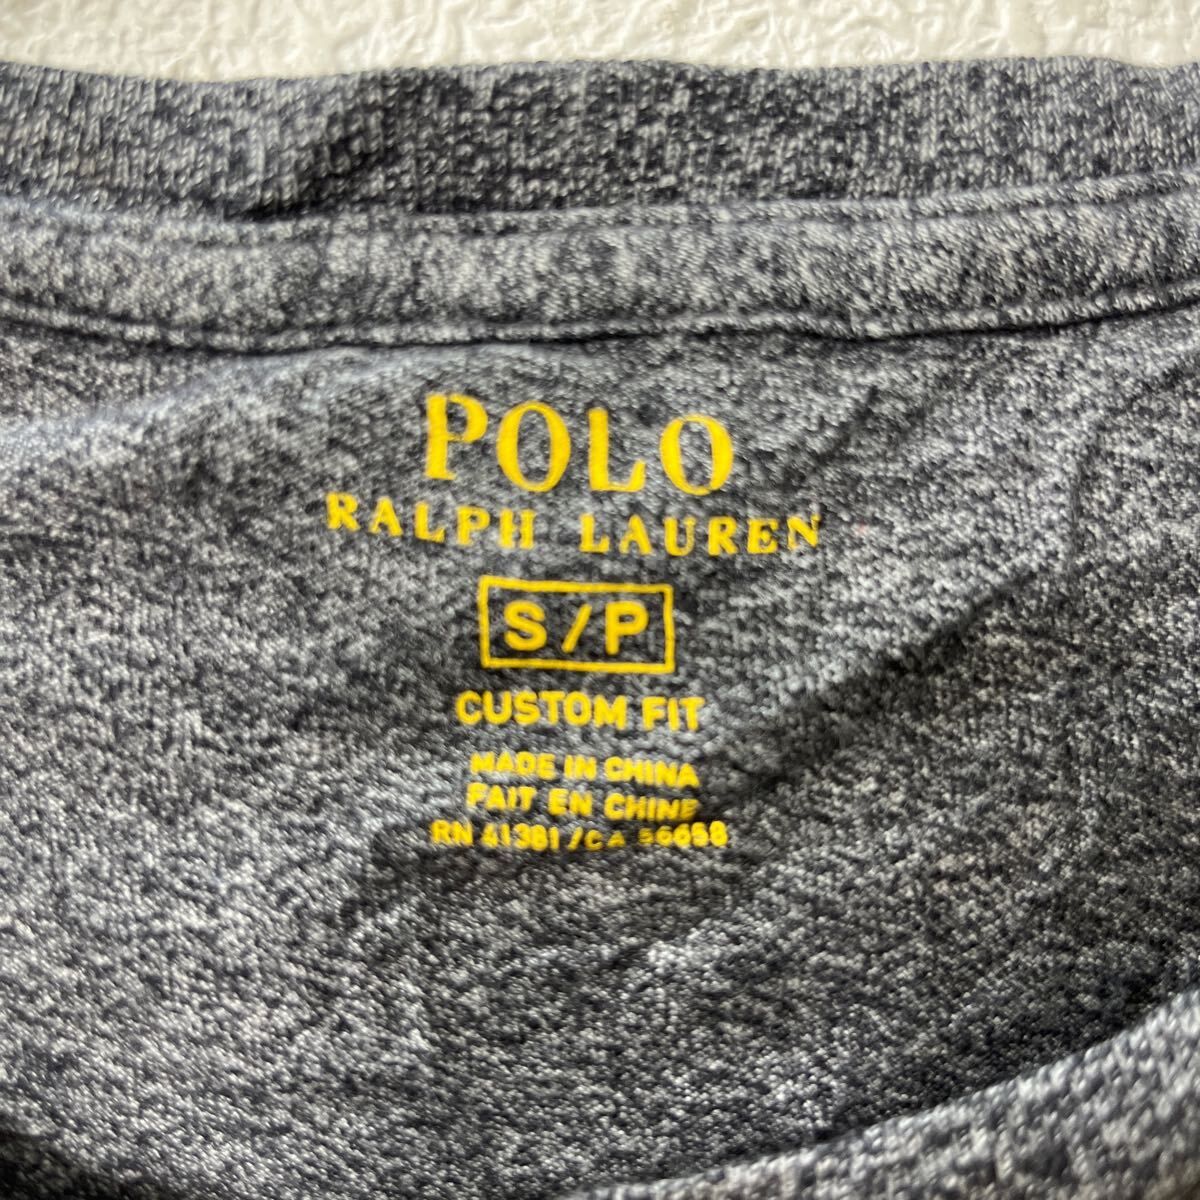 POLO
RALPH LAUREN
S/P
CUSTOM FIT
MADE IN CHINA
FAIT EN CHINE
RN 41381/CA 56658